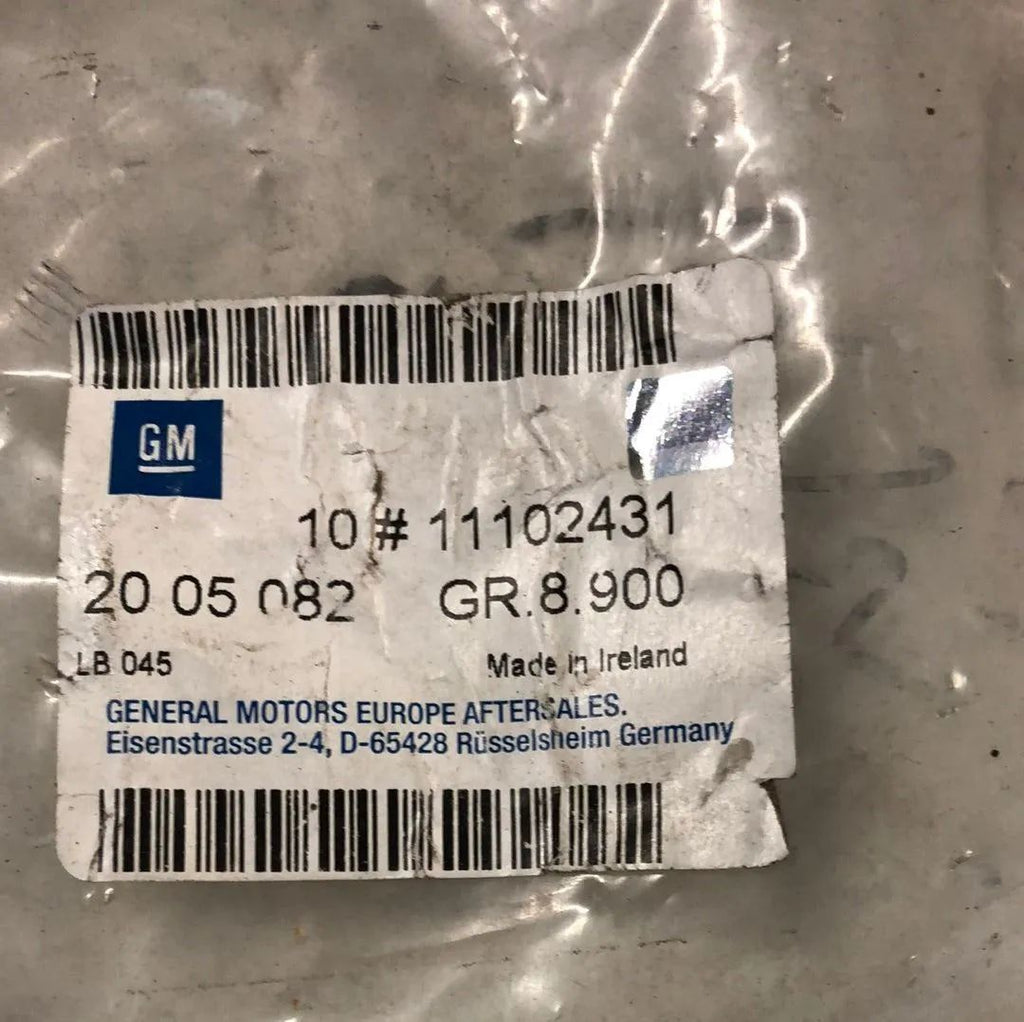 GM
10 # 11102431
20 05 082 GR.8.900
LB 045 Made in Ireland
GENERAL MOTORS EUROPE AFTERSALES.
Eisenstrasse 2-4, D-65428 Rüsselsheim Germany